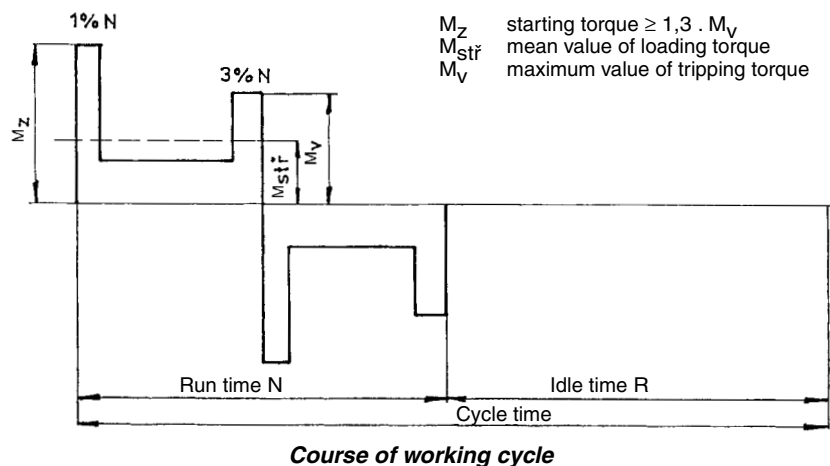 1% N
3% N
M_Z starting torque ≥ 1,3 . M_V
M_stř mean value of loading torque
M_V maximum value of tripping torque
M_Z
M_stř
M_V
Run time N
Idle time R
Cycle time
Course of working cycle